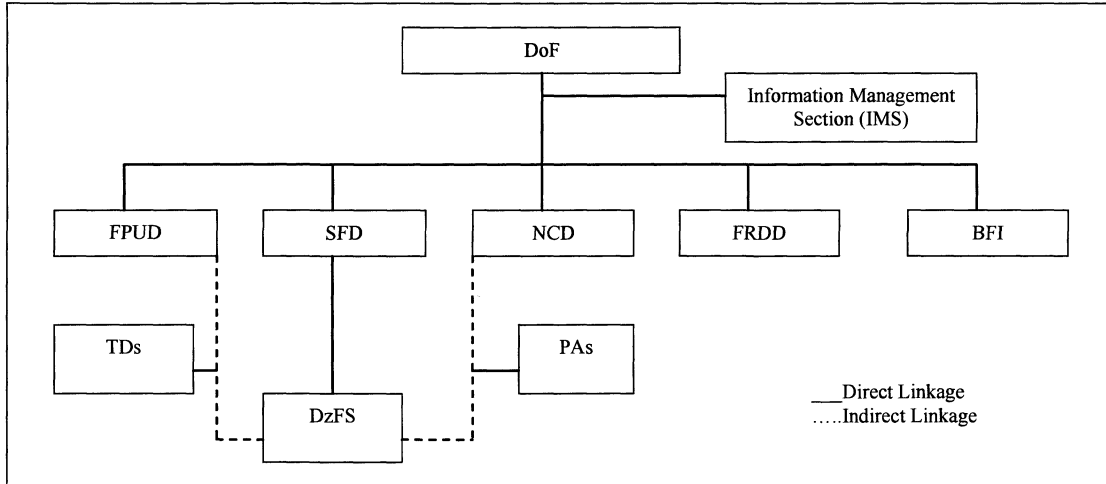 DoF
Information Management
Section (IMS)
FPUD
SFD
NCD
FRDD
BFI
TDs
PAs
DzFS
___Direct Linkage
.....Indirect Linkage